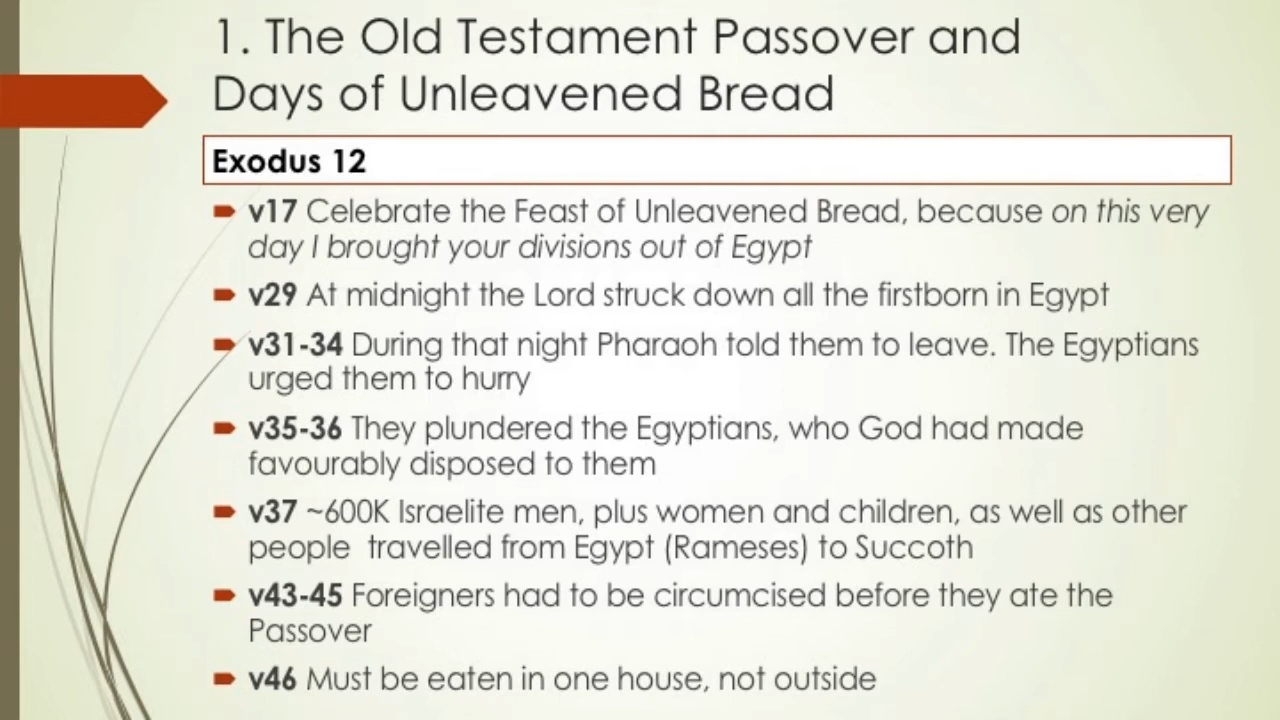 1. The Old Testament Passover and
Days of Unleavened Bread
Exodus 12
v17 Celebrate the Feast of Unleavened Bread, because on this very
day I brought your divisions out of Egypt
v29 At midnight the Lord struck down all the firstborn in Egypt
v31-34 During that night Pharaoh told them to leave. The Egyptians
urged them to hurry
v35-36 They plundered the Egyptians, who God had made
favourably disposed to them
v37 ~600K Israelite men, plus women and children, as well as other
people  travelled from Egypt (Rameses) to Succoth
v43-45 Foreigners had to be circumcised before they ate the
Passover
v46 Must be eaten in one house, not outside